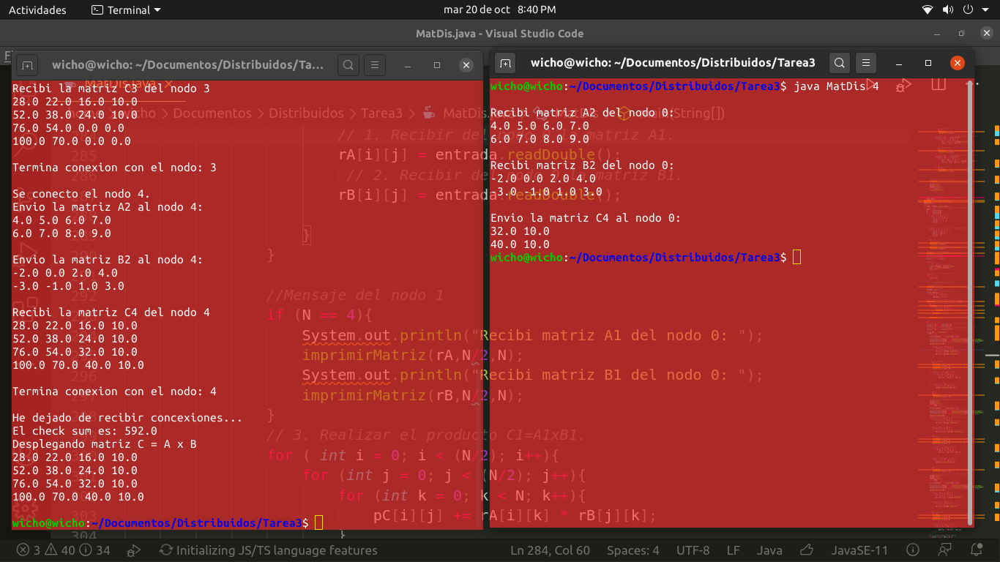 Actividades
Terminal
mar 20 de oct 8:40 PM
MatDis.java - Visual Studio Code
wicho@wicho: ~/Documentos/Distribuidos/Ta...
Recibi la matriz C3 del nodo 3
28.0 22.0 16.0 10.0
52.0 38.0 24.0 10.0
76.0 54.0 0.0 0.0
100.0 70.0 0.0 0.0
Termina conexion con el nodo: 3
Se conecto el nodo 4.
Envio la matriz A2 al nodo 4:
4.0 5.0 6.0 7.0
6.0 7.0 8.0 9.0
Envio la matriz B2 al nodo 4:
-2.0 0.0 2.0 4.0
-3.0 -1.0 1.0 3.0
Recibi la matriz C4 del nodo 4
28.0 22.0 16.0 10.0
52.0 38.0 24.0 10.0
76.0 54.0 32.0 10.0
100.0 70.0 40.0 10.0
Termina conexion con el nodo: 4
He dejado de recibir concexiones...
El check sum es: 592.0
Desplegando matriz C = A x B
28.0 22.0 16.0 10.0
52.0 38.0 24.0 10.0
76.0 54.0 32.0 10.0
100.0 70.0 40.0 10.0
wicho@wicho:~/Documentos/Distribuidos/Tarea3$
wicho@wicho: ~/Documentos/Distribuidos/Tarea3
wicho@wicho:~/Documentos/Distribuidos/Tarea3$ java MatDis 4
Recibi matriz A2 del nodo 0:
4.0 5.0 6.0 7.0
6.0 7.0 8.0 9.0
Recibi matriz B2 del nodo 0:
-2.0 0.0 2.0 4.0
-3.0 -1.0 1.0 3.0
Envio la matriz C4 al nodo 0:
32.0 10.0
40.0 10.0
wicho@wicho:~/Documentos/Distribuidos/Tarea3$
MatDis.java
wicho > Documentos > Distribuidos > Tarea3 > MatDis.java > main(String[])
// 1. Recibir del matriz A1.
285 rA[i][j] = entrada.readDouble();
286 // 2. Recibir del matriz B1.
rB[i][j] = entrada.readDouble();
}
}
292 //Mensaje del nodo 1
if (N == 4){
System.out.println("Recibi matriz A1 del nodo 0: ");
imprimirMatriz(rA,N/2,N);
296 System.out.println("Recibi matriz B1 del nodo 0: ");
imprimirMatriz(rB,N/2,N);
}
// 3. Realizar el producto C1=A1xB1.
for ( int i = 0; i < (N/2); i++){
for (int j = 0; j < (N/2); j++){
for (int k = 0; k < N; k++){
303 pC[i][j] += rA[i][k] * rB[j][k];
304 }
3 40 34
Initializing JS/TS language features
Ln 284, Col 60
Spaces: 4
UTF-8
LF
Java
JavaSE-11